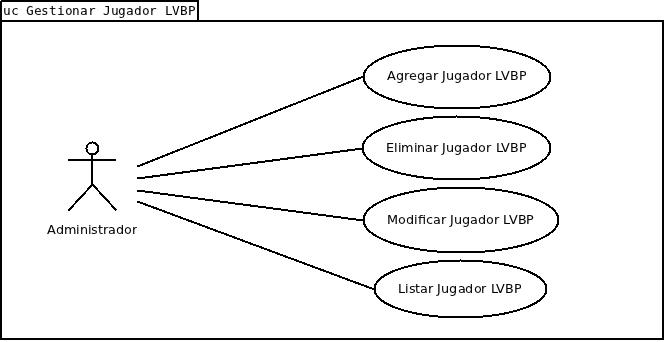 uc Gestionar Jugador LVBP
Agregar Jugador LVBP
Eliminar Jugador LVBP
Modificar Jugador LVBP
Listar Jugador LVBP
Administrador